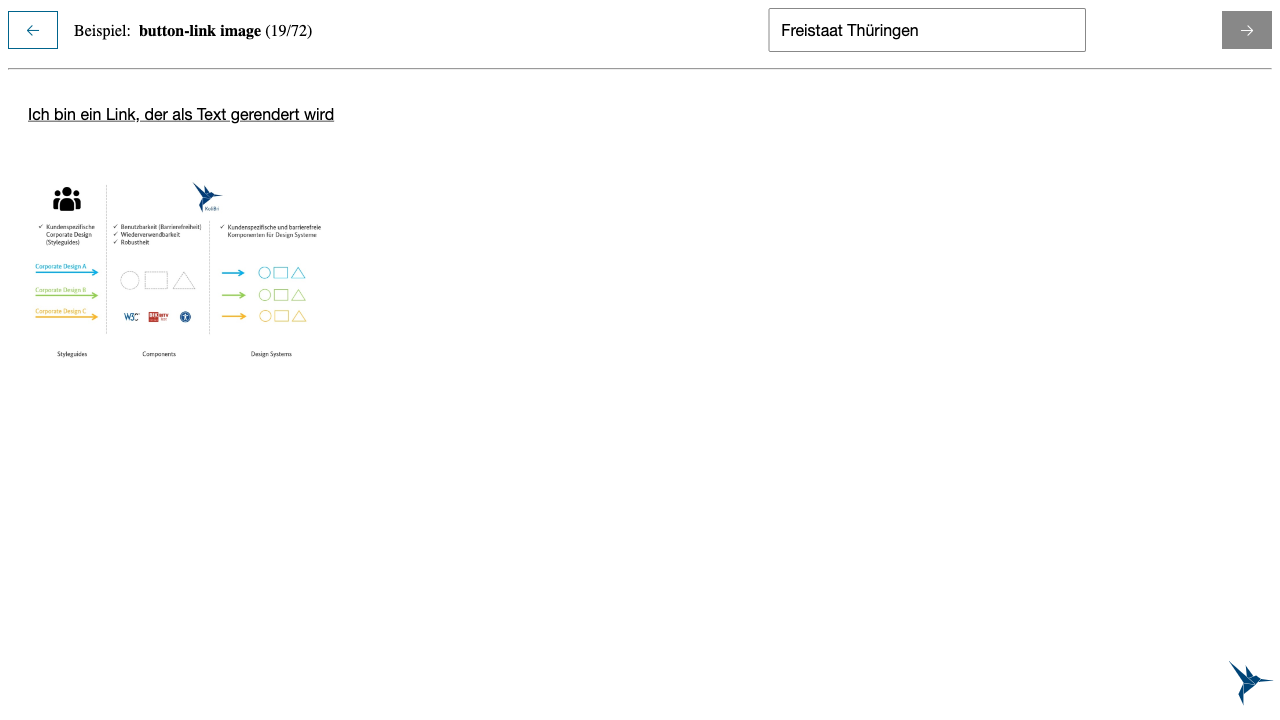 Beispiel: button-link image (19/72)
Freistaat Thüringen
Ich bin ein Link, der als Text gerendert wird
KoliBri
✓ Kundenspezifische
Corporate Design
(Styleguides)
✓ Benutzbarkeit (Barrierefreiheit)
✓ Wiederverwendbarkeit
✓ Robustheit
✓ Kundenspezifische und barrierefreie
Komponenten für Design Systeme
Corporate Design A
Corporate Design B
Corporate Design C
W3C
BIK BITV
Styleguides
Components
Design Systems